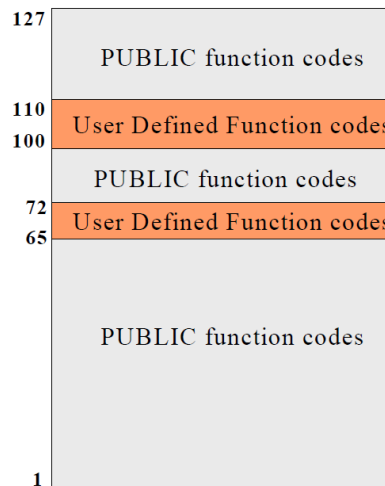 127
PUBLIC function codes
110
User Defined Function codes
100
PUBLIC function codes
72
User Defined Function codes
65
PUBLIC function codes
1